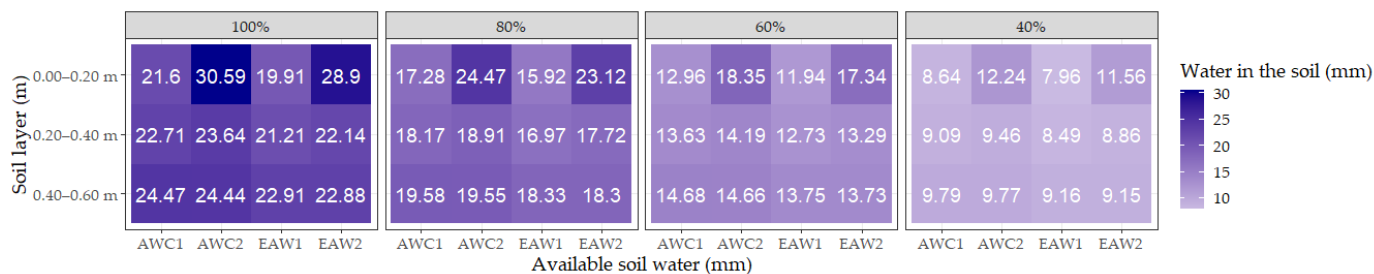 100% 80% 60% 40%
Water in the soil (mm)
30
25
20
15
10
Soil layer (m)
0.00–0.20 m 21.6 30.59 19.91 28.9 17.28 24.47 15.92 23.12 12.96 18.35 11.94 17.34 8.64 12.24 7.96 11.56
0.20–0.40 m 22.71 23.64 21.21 22.14 18.17 18.91 16.97 17.72 13.63 14.19 12.73 13.29 9.09 9.46 8.49 8.86
0.40–0.60 m 24.47 24.44 22.91 22.88 19.58 19.55 18.33 18.3 14.68 14.66 13.75 13.73 9.79 9.77 9.16 9.15
AWC1 AWC2 EAW1 EAW2 AWC1 AWC2 EAW1 EAW2 AWC1 AWC2 EAW1 EAW2 AWC1 AWC2 EAW1 EAW2
Available soil water (mm)